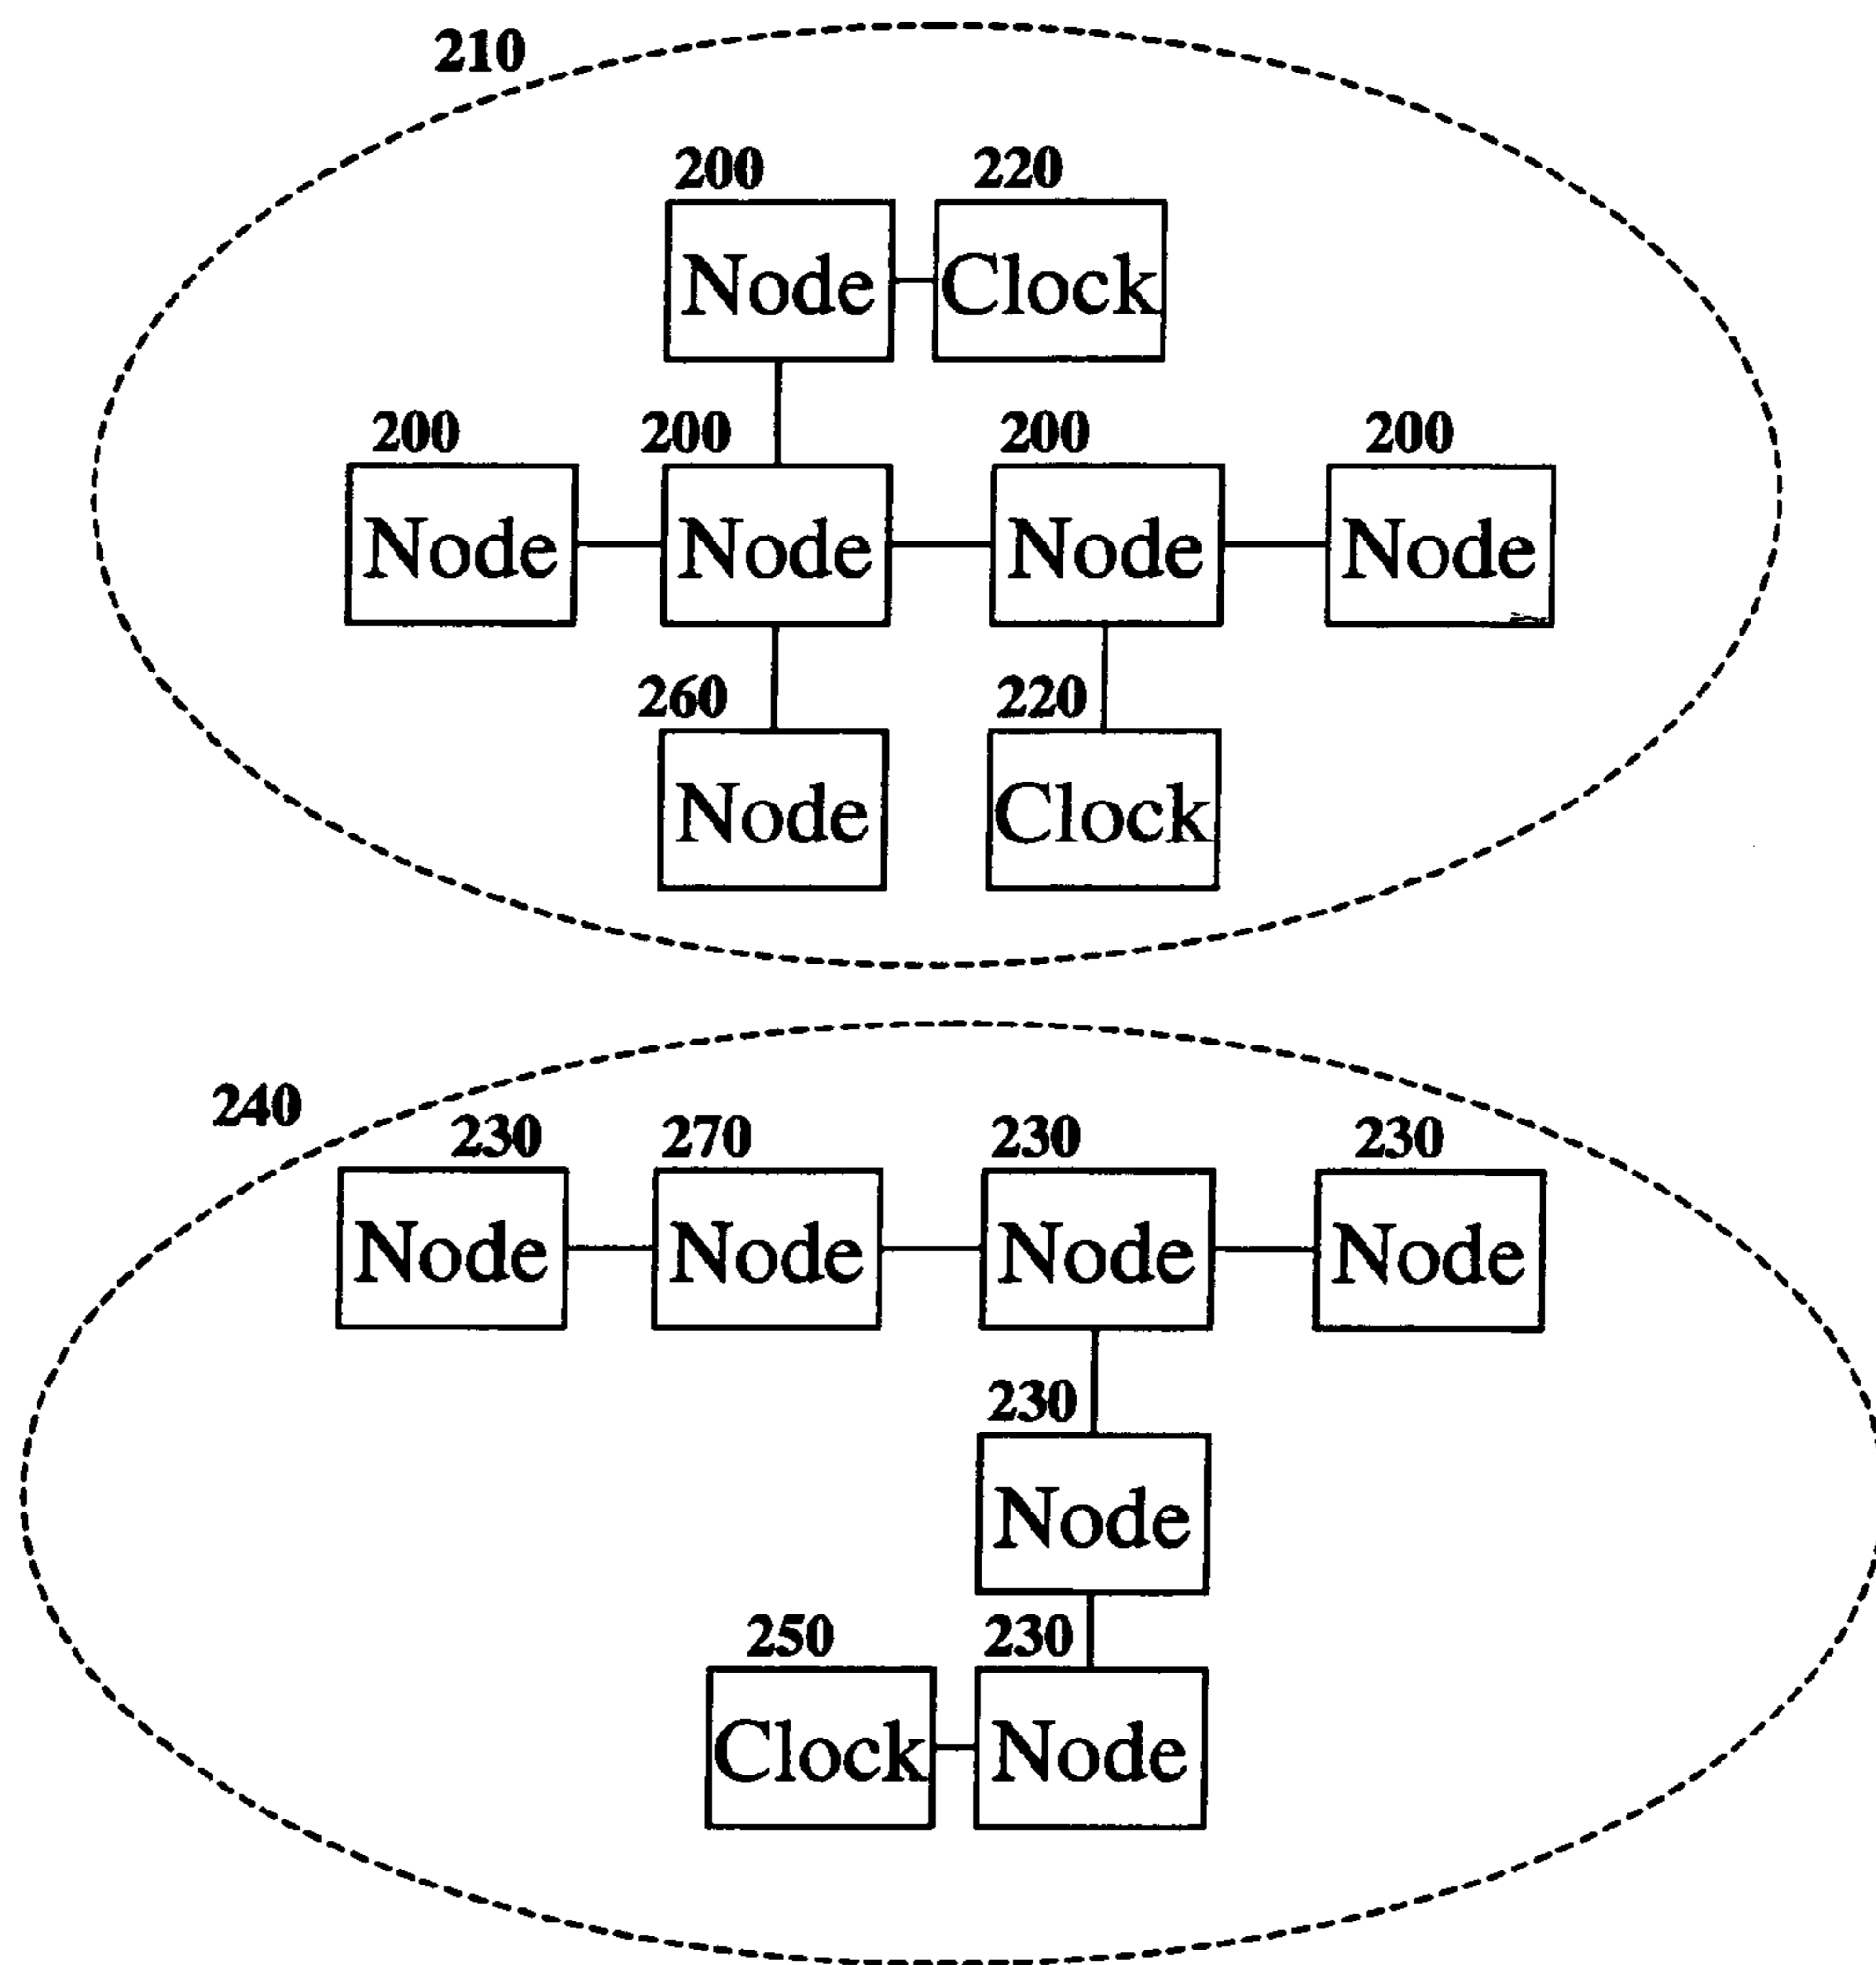 210
200 220
Node Clock
200 200 200 200
Node Node Node Node
260 220
Node Clock
240
230 270 230 230
Node Node Node Node
230
Node
250 230
Clock Node